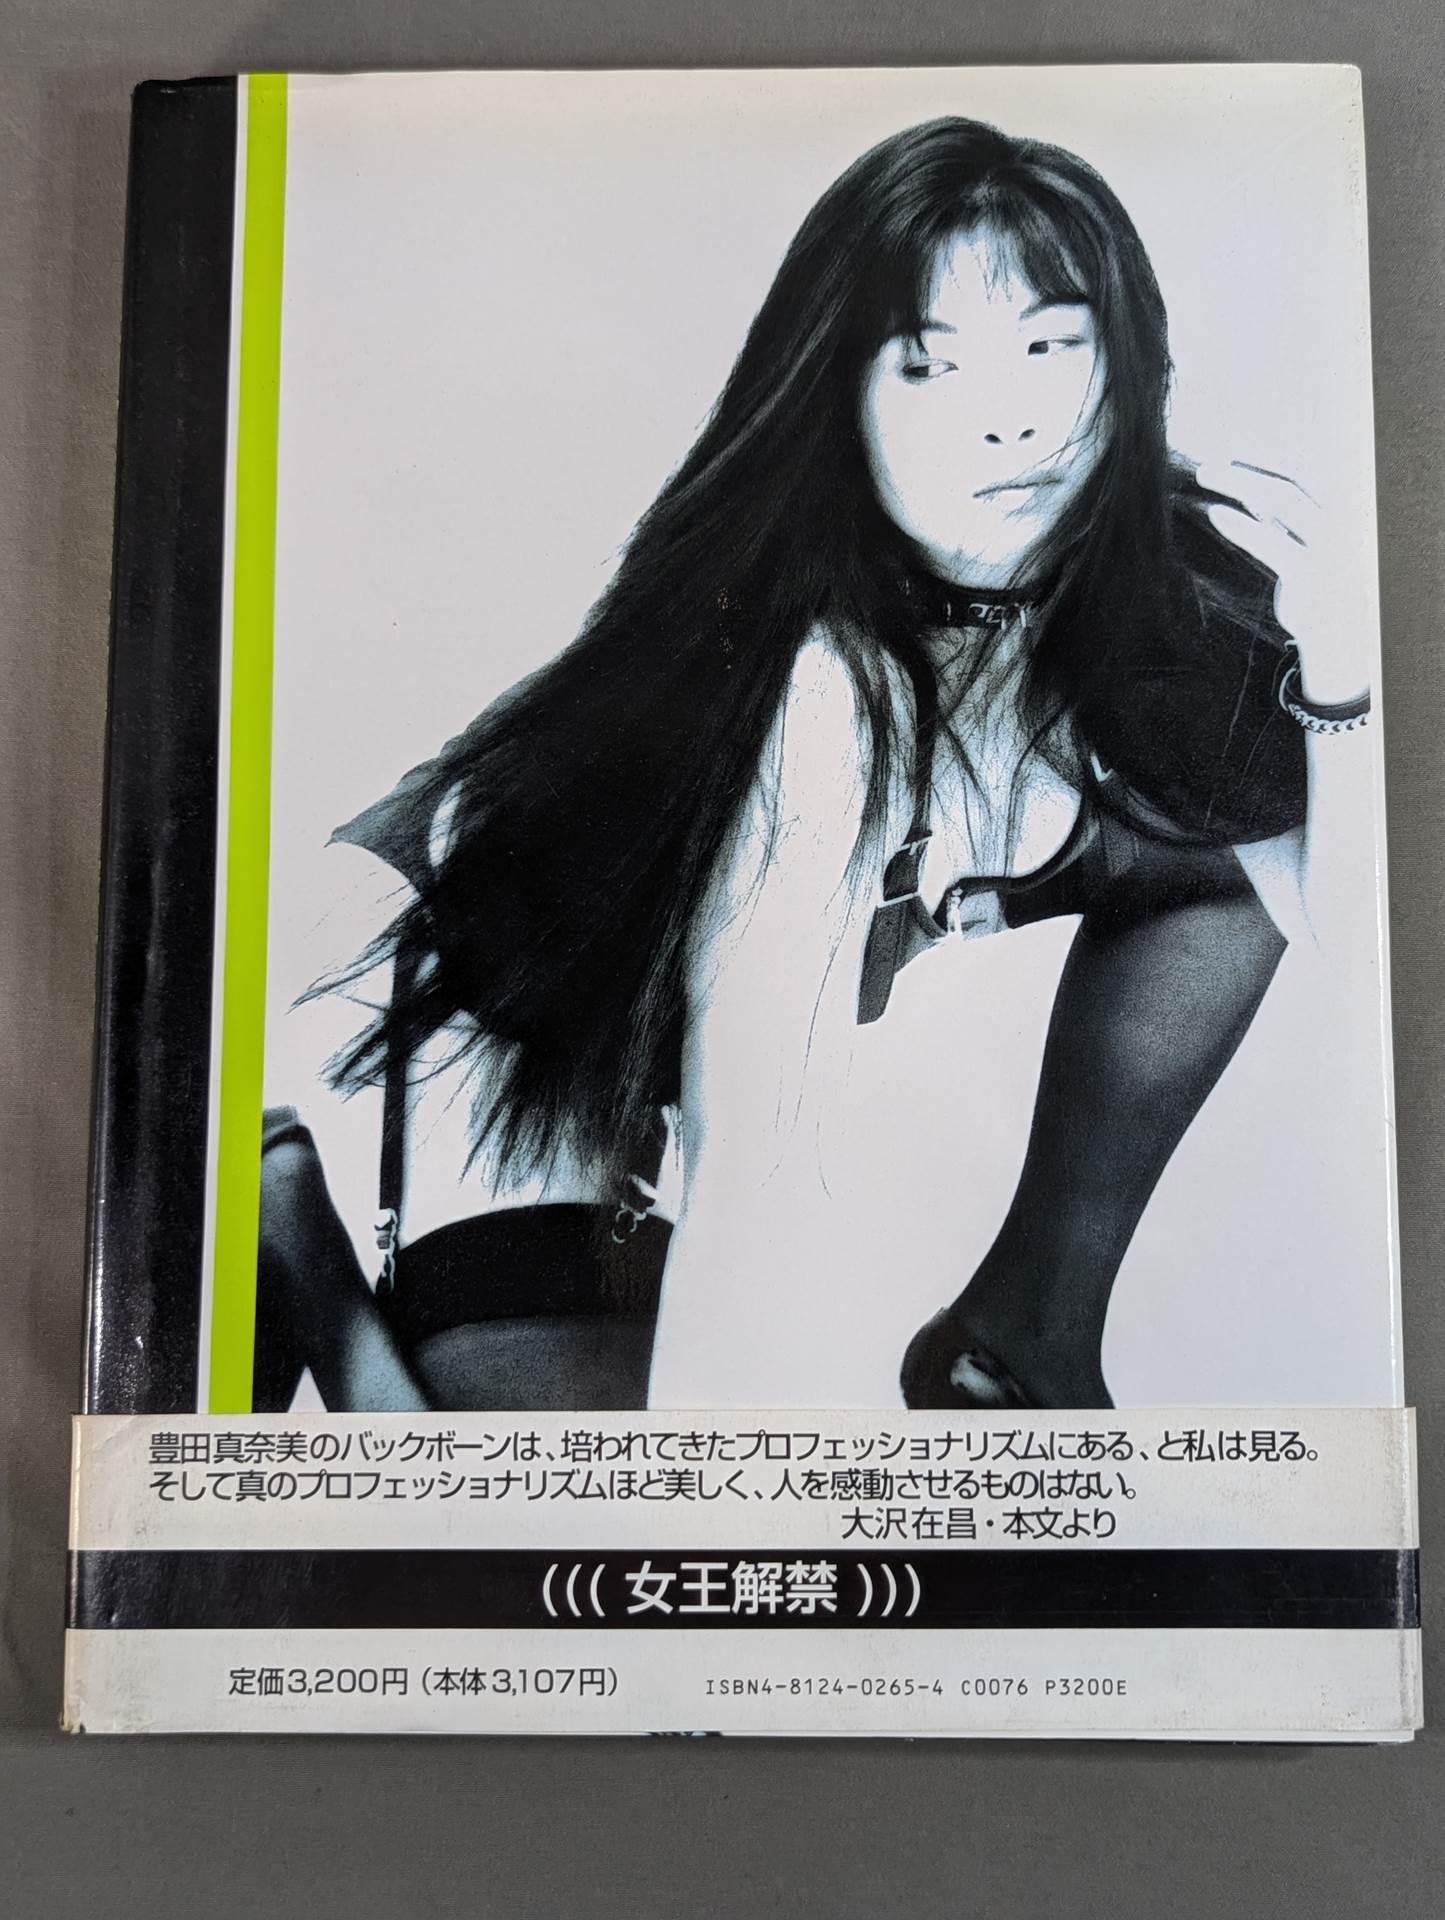 豊田真奈美のバックボーンは、培われてきたプロフェッショナリズムにある、と私は見る。
そして真のプロフェッショナリズムほど美しく、人を感動させるものはない。
大沢在昌・本文より
((( 女王解禁 )))
定価3,200円（本体3,107円） ISBN4-8124-0265-4 C0076 P3200E